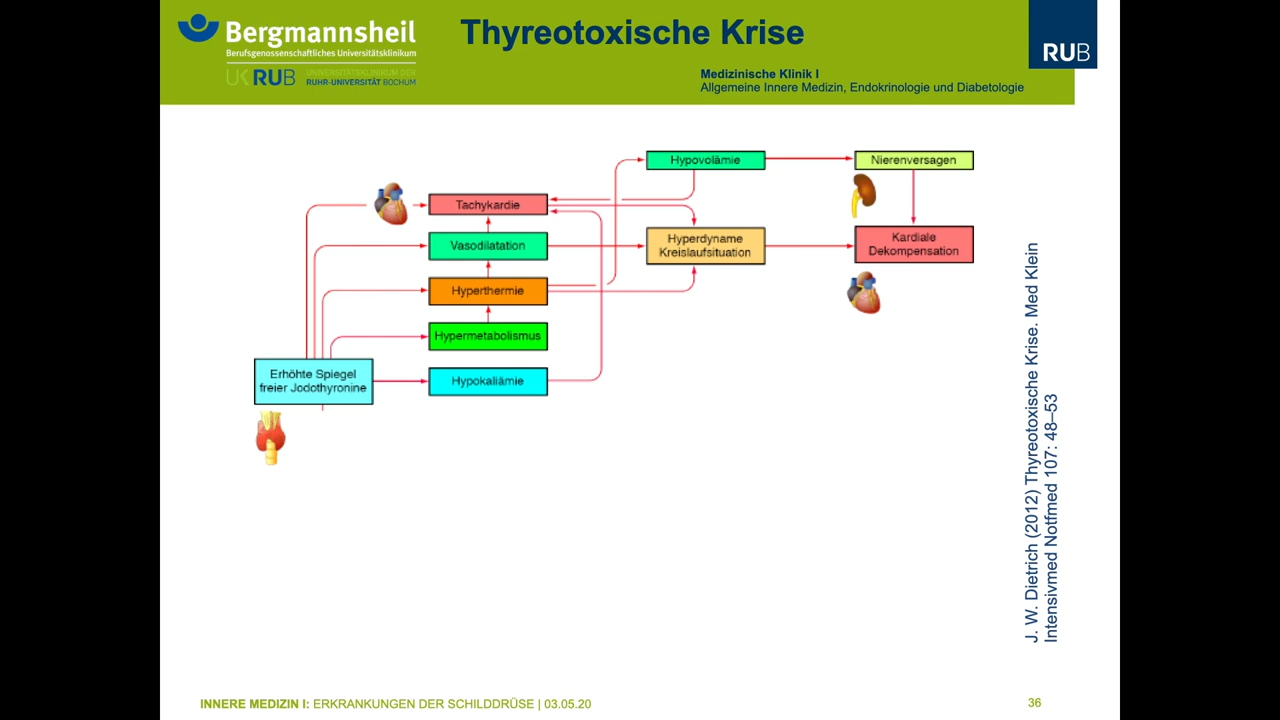 Bergmannsheil
Berufsgenossenschaftliches Universitätsklinikum
UK RUB
UNIVERSITÄTSKLINIKUM DER
RUHR-UNIVERSITÄT BOCHUM
Thyreotoxische Krise
Medizinische Klinik I
Allgemeine Innere Medizin, Endokrinologie und Diabetologie
RUB
Hypovolämie
Nierenversagen
Tachykardie
Vasodilatation
Hyperdyname
Kreislaufsituation
Kardiale
Dekompensation
Hyperthermie
Hypermetabolismus
Erhöhte Spiegel
freier Jodothyronine
Hypokaliämie
J. W. Dietrich (2012) Thyreotoxische Krise. Med Klein
Intensivmed Notfmed 107: 48–53
INNERE MEDIZIN I: ERKRANKUNGEN DER SCHILDDRÜSE | 03.05.20
36